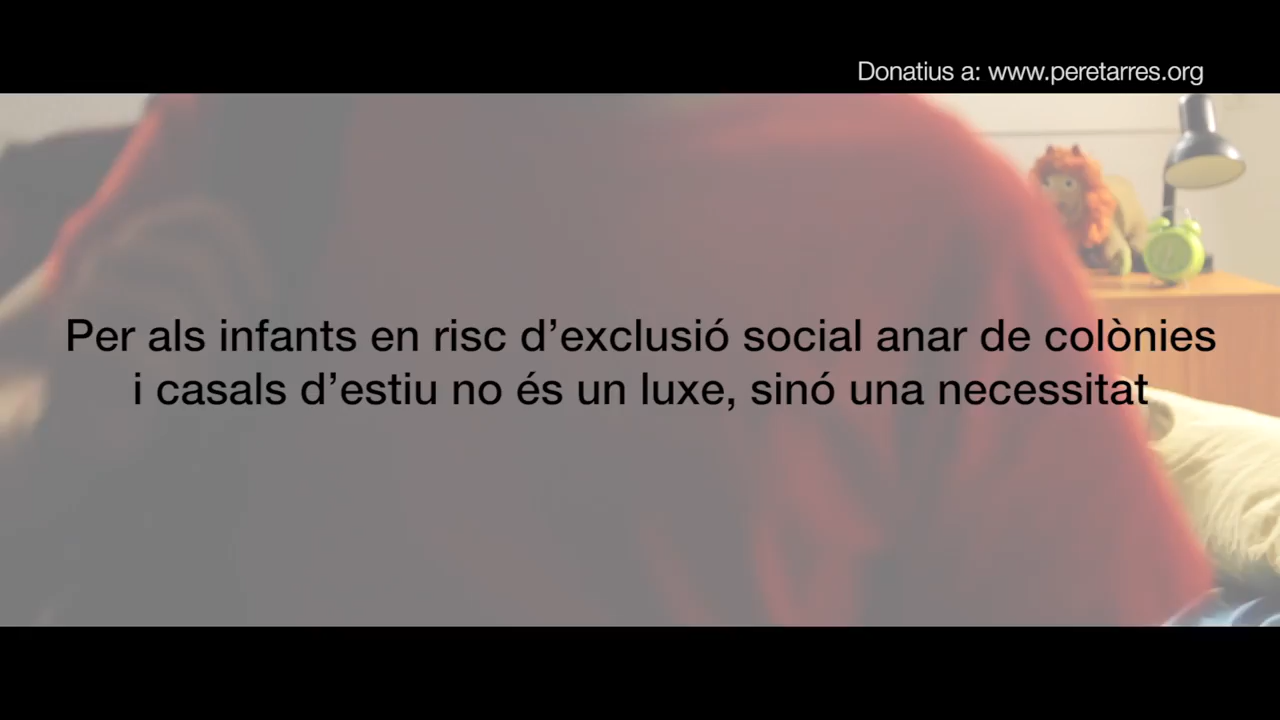 Donatius a: www.peretarres.org
Per als infants en risc d’exclusió social anar de colònies
i casals d’estiu no és un luxe, sinó una necessitat